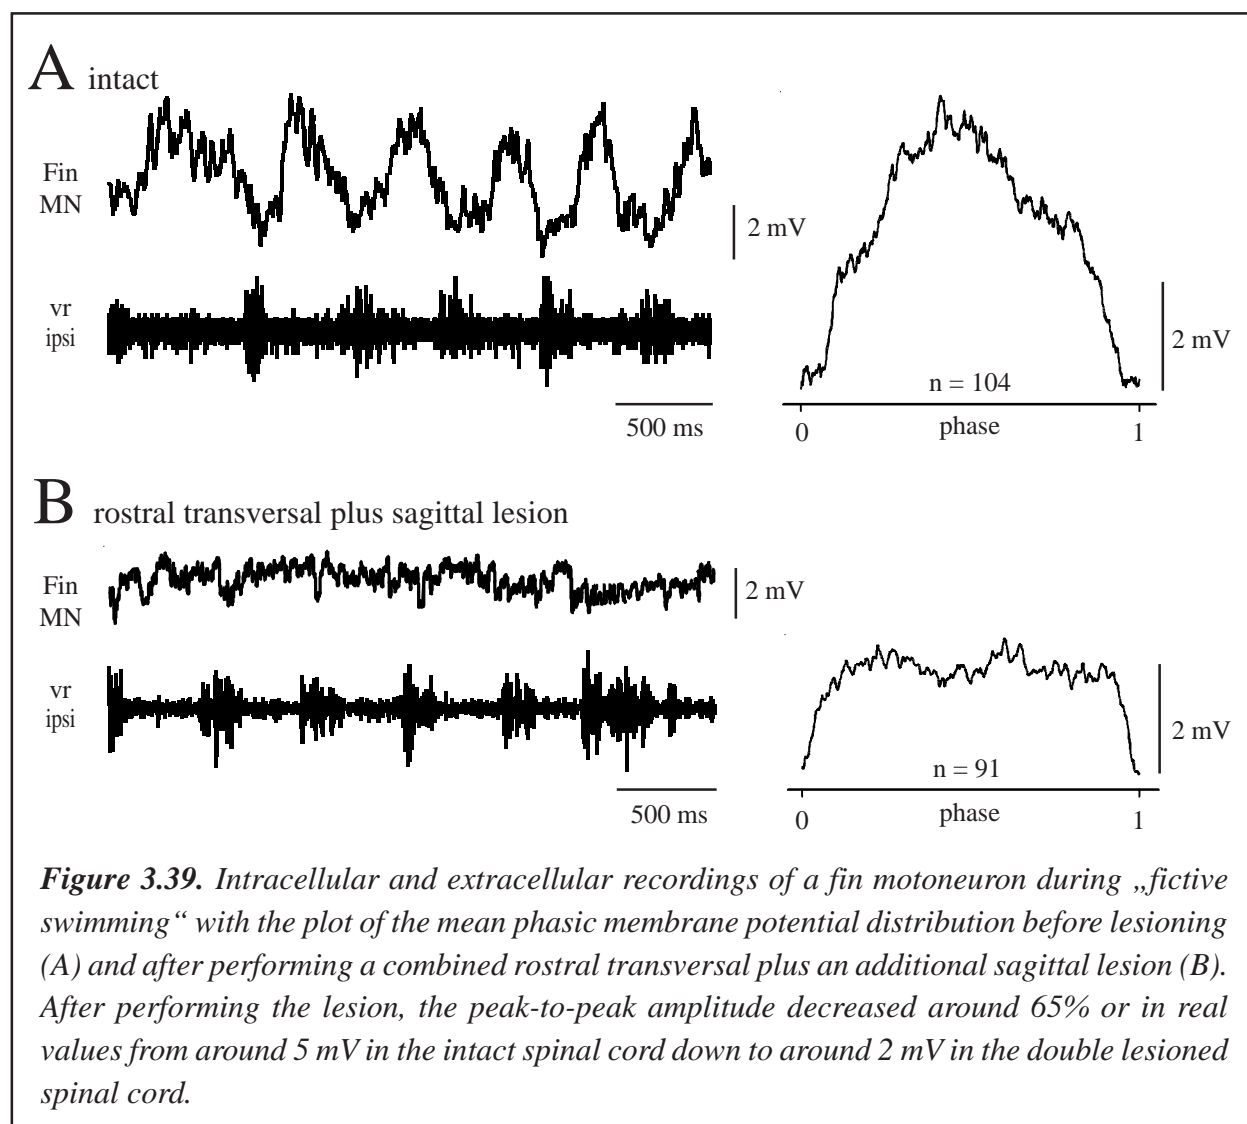 A intact
Fin
MN
2 mV
vr
ipsi
500 ms
n = 104
2 mV
0 phase 1
B rostral transversal plus sagittal lesion
Fin
MN
2 mV
vr
ipsi
500 ms
n = 91
2 mV
0 phase 1
Figure 3.39. Intracellular and extracellular recordings of a fin motoneuron during „fictive
swimming“ with the plot of the mean phasic membrane potential distribution before lesioning
(A) and after performing a combined rostral transversal plus an additional sagittal lesion (B).
After performing the lesion, the peak-to-peak amplitude decreased around 65% or in real
values from around 5 mV in the intact spinal cord down to around 2 mV in the double lesioned
spinal cord.